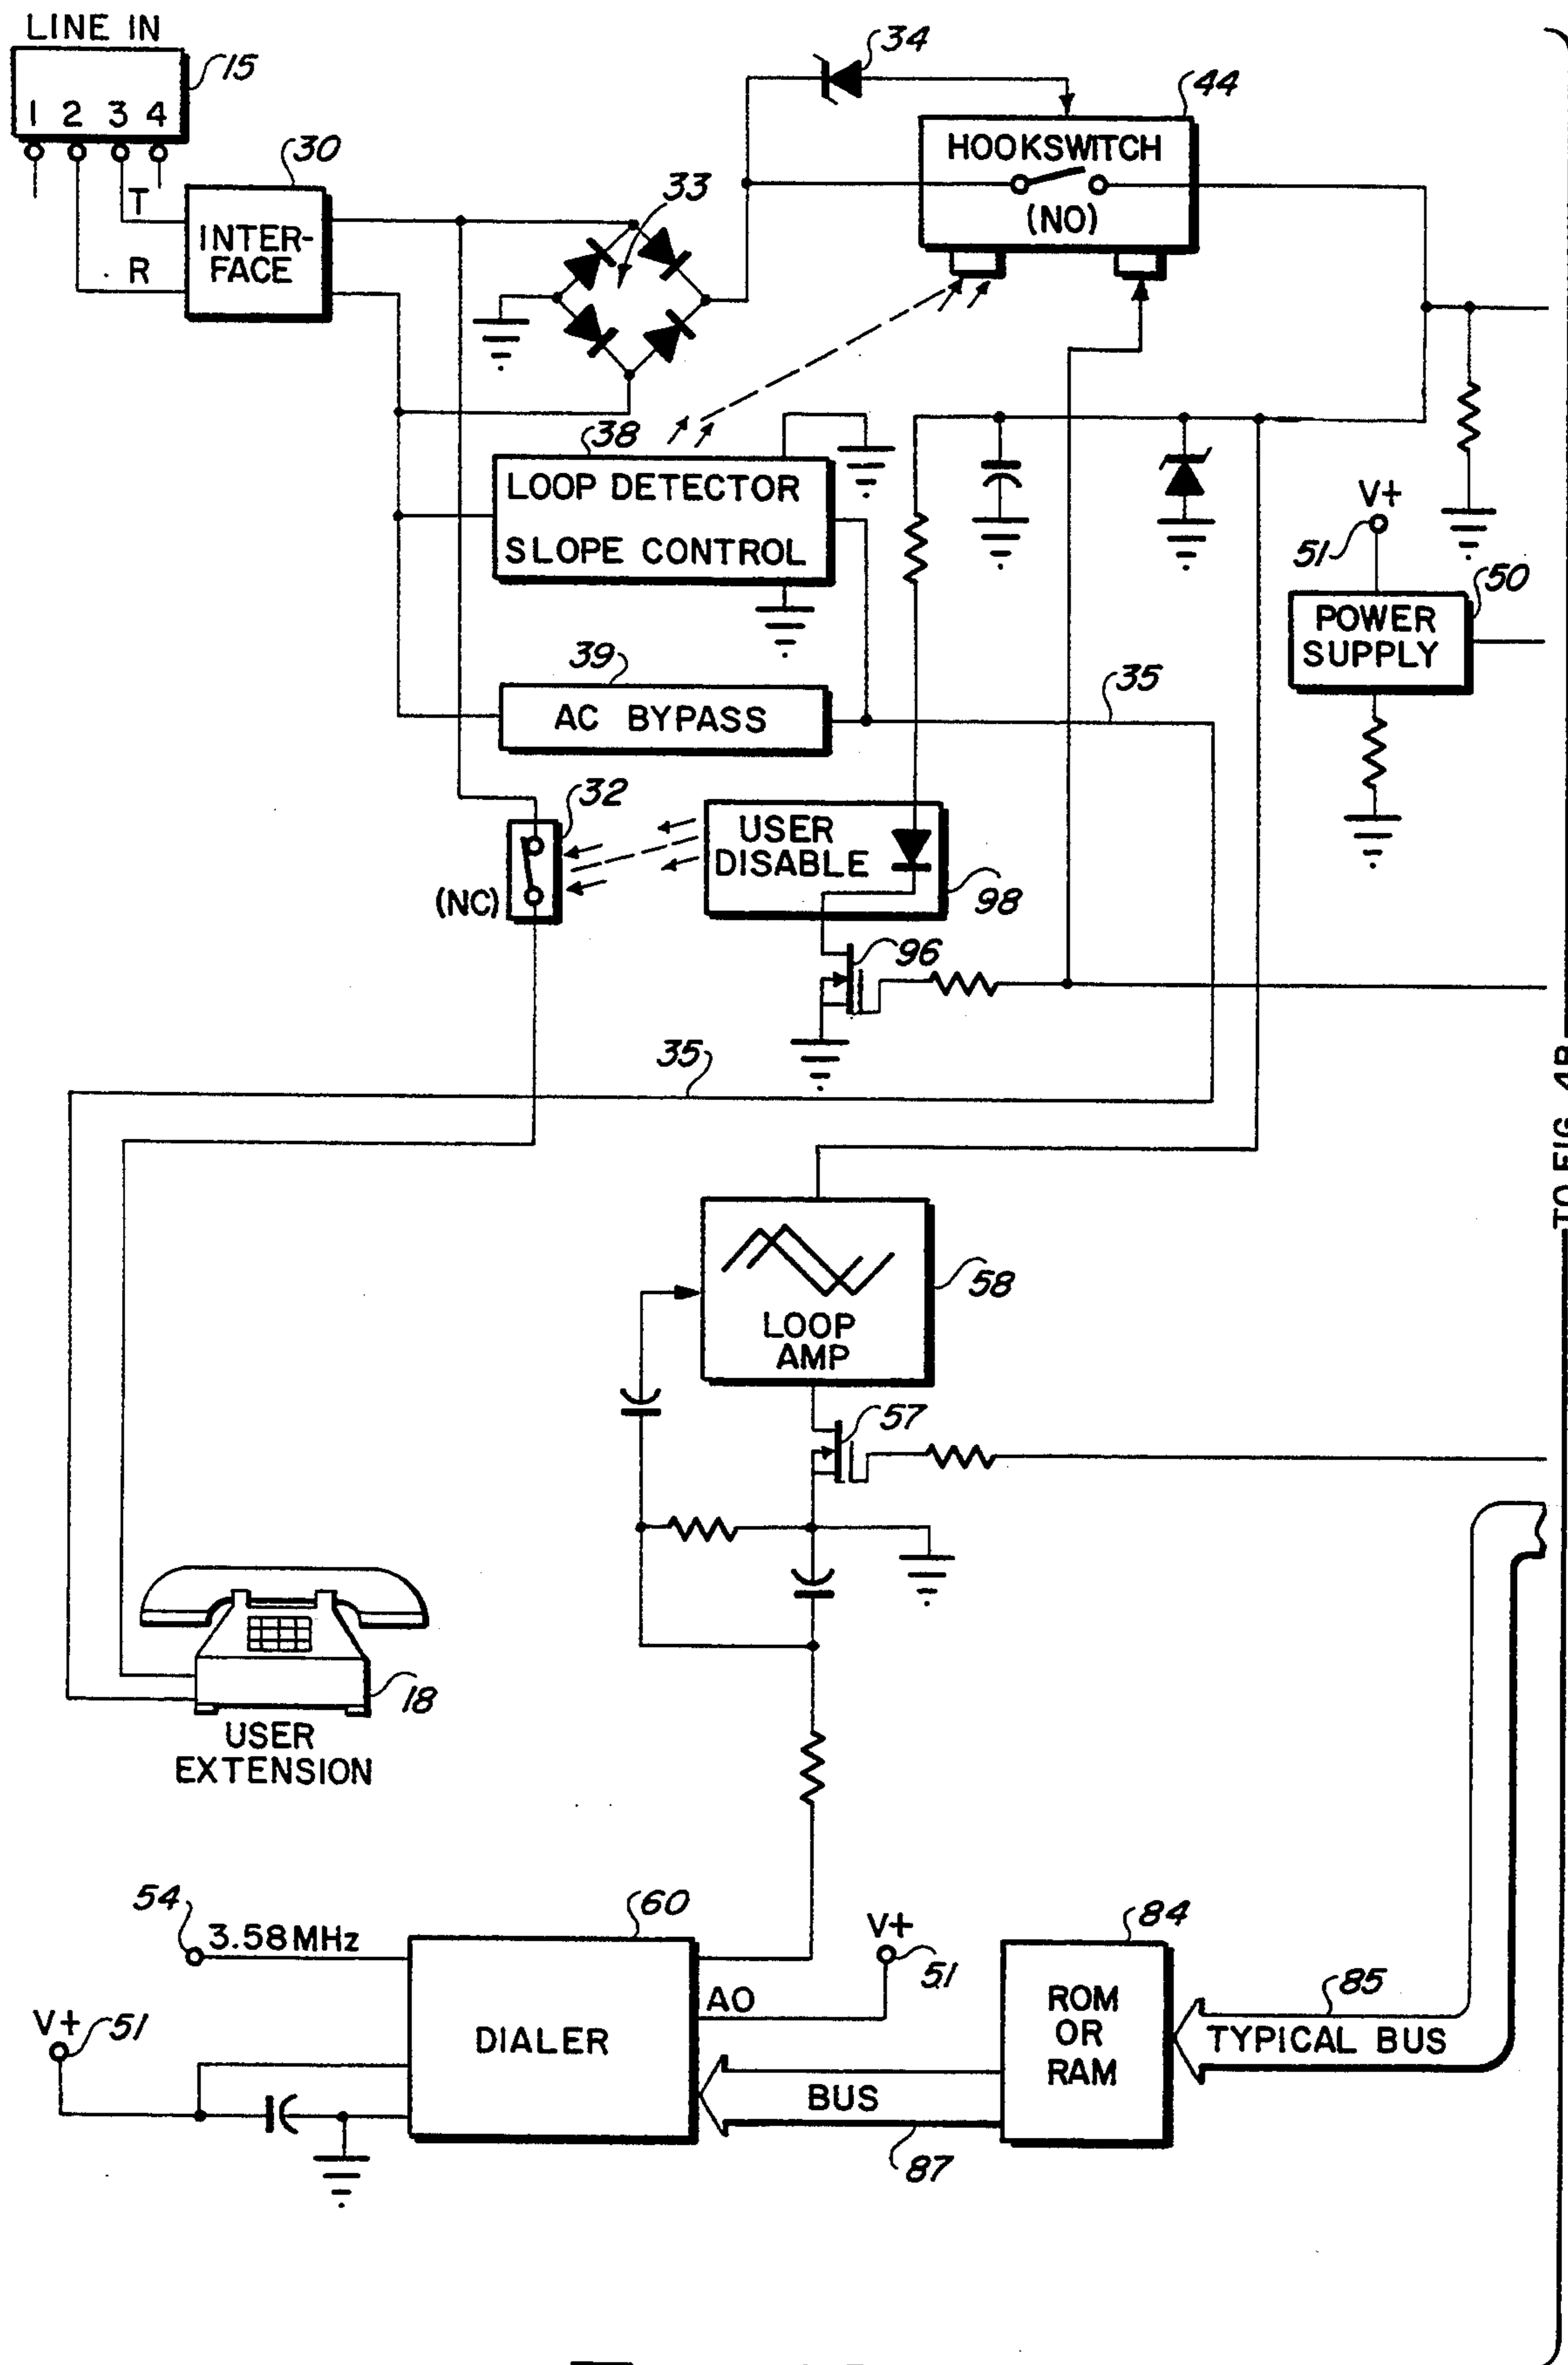 LINE IN
15
1 2 3 4
T
R
30
INTER-
FACE
33
34
44
HOOKSWITCH
(NO)
38
LOOP DETECTOR
SLOPE CONTROL
V+
51
50
POWER
SUPPLY
39
AC BYPASS
35
32
(NC)
USER
DISABLE
98
96
35
TO FIG. 4B
58
LOOP
AMP
57
18
USER
EXTENSION
54
3.58MHz
60
V+
51
84
AO
V+
51
DIALER
ROM
OR
RAM
85
TYPICAL BUS
BUS
87